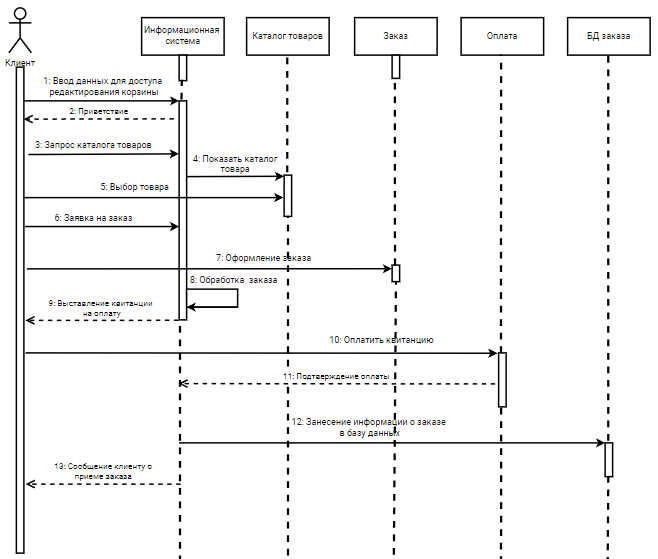 Информационная
система
Каталог товаров
Заказ
Оплата
БД заказа
Клиент
1: Ввод данных для доступа
редактирования корзины
2: Приветствие
3: Запрос каталога товаров
4: Показать каталог
товара
5: Выбор товара
6: Заявка на заказ
7: Оформление заказа
8: Обработка заказа
9: Выставление квитанции
на оплату
10: Оплатить квитанцию
11: Подтверждение оплаты
12: Занесение информации о заказе
в базу данных
13: Сообщение клиенту о
приеме заказа